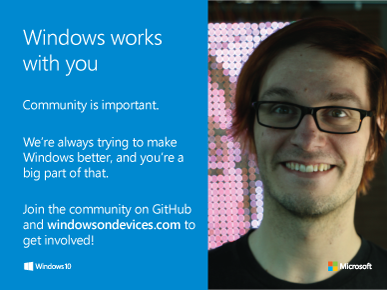 Windows works
with you
Community is important.
We're always trying to make
Windows better, and you're a
big part of that.
Join the community on GitHub
and windowsondevices.com to
get involved!
Windows 10
Microsoft